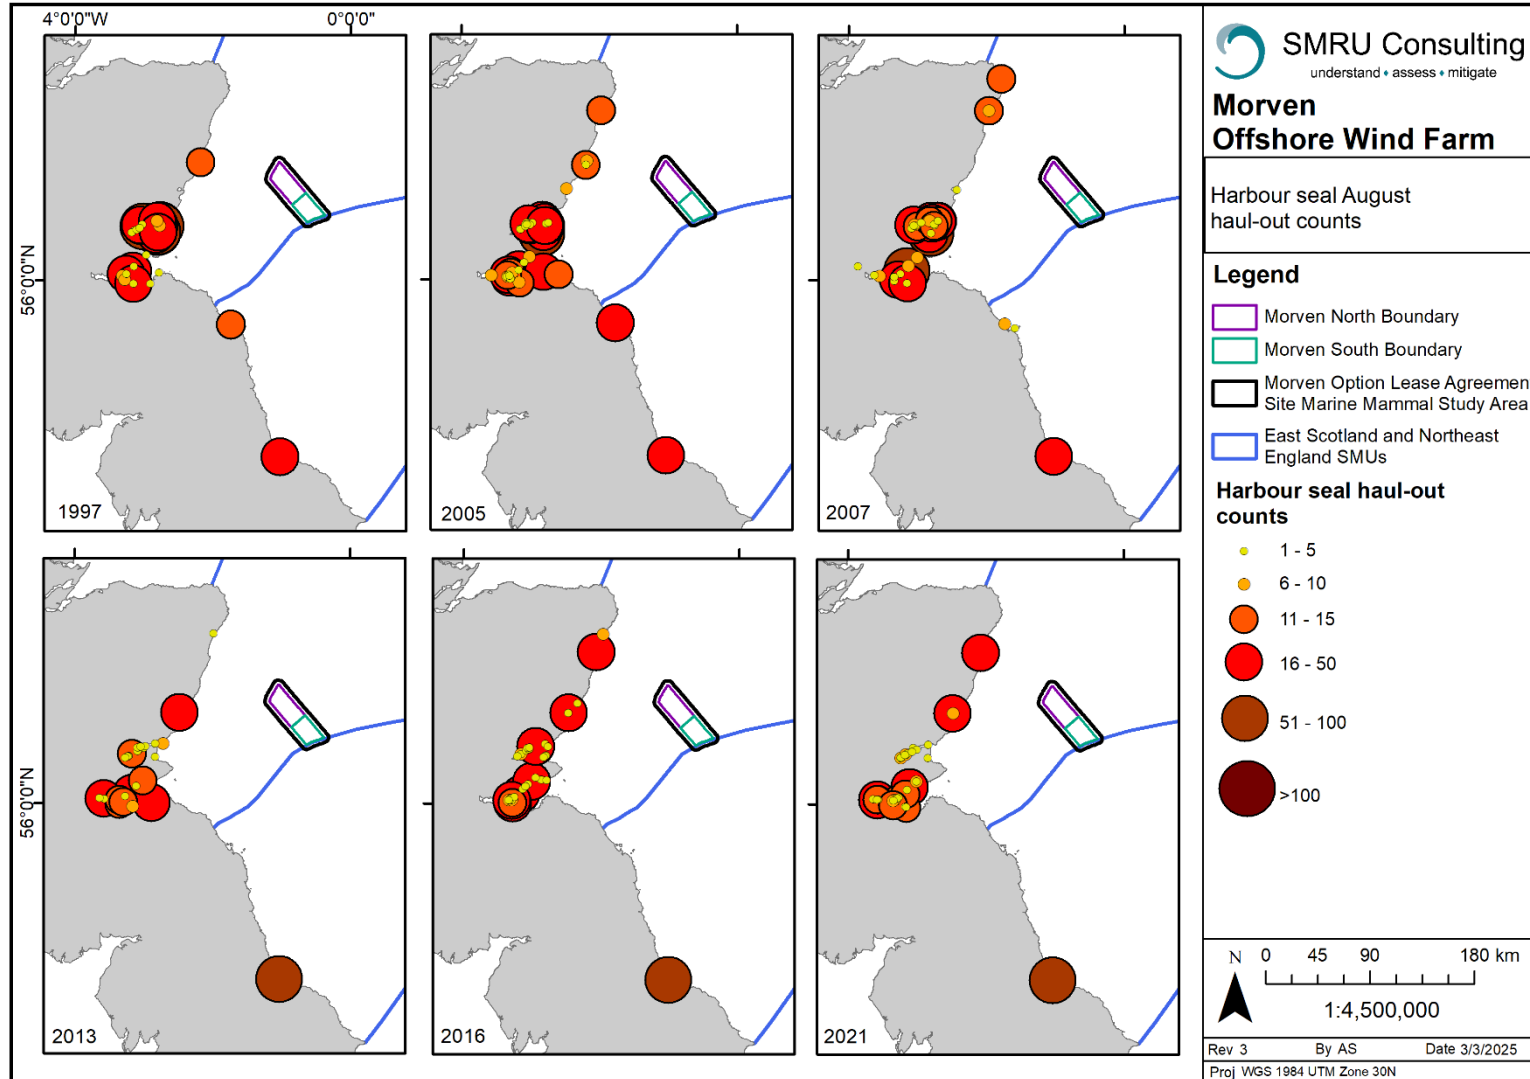 4°0'0"W
0°0'0"
56°0'0"N
1997
2005
2007
56°0'0"N
2013
2016
2021
SMRU Consulting
understand • assess • mitigate
Morven
Offshore Wind Farm
Harbour seal August
haul-out counts
Legend
Morven North Boundary
Morven South Boundary
Morven Option Lease Agreemen
Site Marine Mammal Study Area
East Scotland and Northeast
England SMUs
Harbour seal haul-out
counts
1 - 5
6 - 10
11 - 15
16 - 50
51 - 100
>100
N
0 45 90 180 km
1:4,500,000
Rev 3 By AS Date 3/3/2025
Proj WGS 1984 UTM Zone 30N